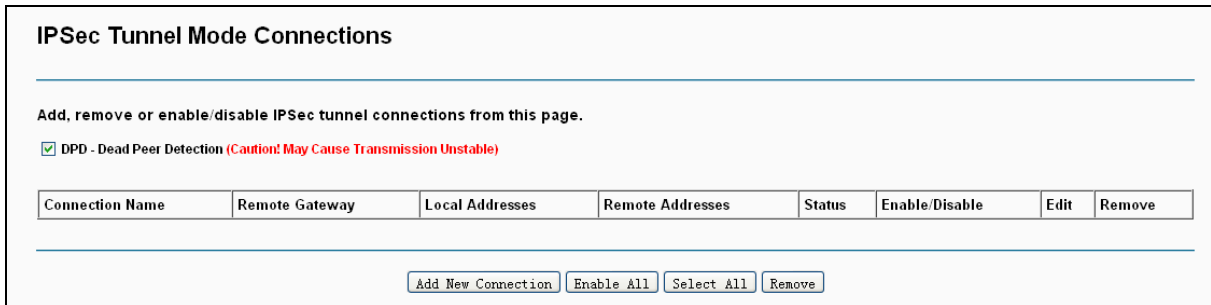 IPSec Tunnel Mode Connections
Add, remove or enable/disable IPSec tunnel connections from this page.
DPD - Dead Peer Detection (Caution! May Cause Transmission Unstable)
Connection Name Remote Gateway Local Addresses Remote Addresses Status Enable/Disable Edit Remove
Add New Connection Enable All Select All Remove